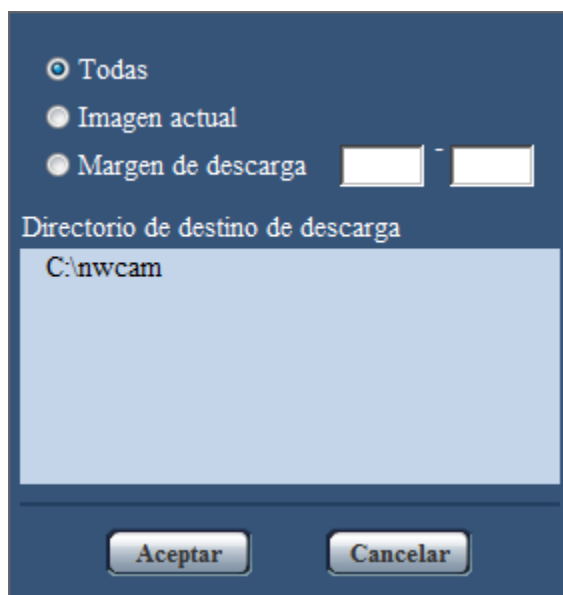 Todas
Imagen actual
Margen de descarga -
Directorio de destino de descarga
C:\nwcam
Aceptar Cancelar